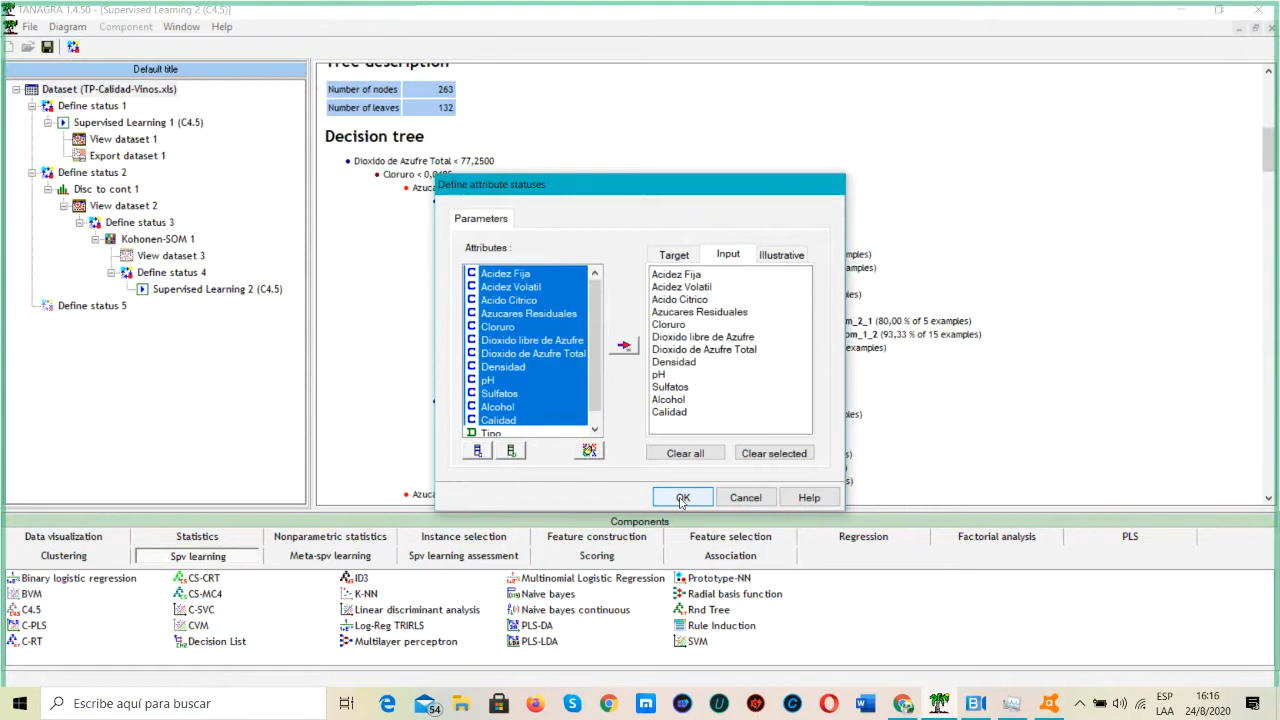 TANAGRA 1.4.50 - [Supervised Learning 2 (C4.5)]
File Diagram Component Window Help
Default title
Dataset (TP-Calidad-Vinos.xls)
Define status 1
Supervised Learning 1 (C4.5)
View dataset 1
Export dataset 1
Define status 2
Disc to cont 1
View dataset 2
Define status 3
Kohonen-SOM 1
View dataset 3
Define status 4
Supervised Learning 2 (C4.5)
Define status 5
Tree description
Number of nodes 263
Number of leaves 132
Decision tree
Dioxido de Azufre Total < 77,2500
Cloruro < 0,0
Azuca
examples)
amples)
les)
om_2_1 (80,00 % of 5 examples)
om_1_2 (93,33 % of 15 examples)
examples)
Azuca
Define attribute statuses
Parameters
Attributes :
Acidez Fija
Acidez Volatil
Acido Citrico
Azucares Residuales
Cloruro
Dioxido libre de Azufre
Dioxido de Azufre Total
Densidad
pH
Sulfatos
Alcohol
Calidad
Tipo
Target Input Illustrative
Acidez Fija
Acidez Volatil
Acido Citrico
Azucares Residuales
Cloruro
Dioxido libre de Azufre
Dioxido de Azufre Total
Densidad
pH
Sulfatos
Alcohol
Calidad
Clear all Clear selected
OK Cancel Help
Components
Data visualization Statistics Nonparametric statistics Instance selection Feature construction Feature selection Regression Factorial analysis PLS
Clustering Spv learning Meta-spv learning Spv learning assessment Scoring Association
Binary logistic regression CS-CRT ID3 Multinomial Logistic Regression Prototype-NN
BVM CS-MC4 K-NN Naive bayes Radial basis function
C4.5 C-SVC Linear discriminant analysis Naive bayes continuous Rnd Tree
C-PLS CVM Log-Reg TRIRLS PLS-DA Rule Induction
C-RT Decision List Multilayer perceptron PLS-LDA SVM
Escribe aquí para buscar
54
ESP
LAA
16:16
24/8/2020